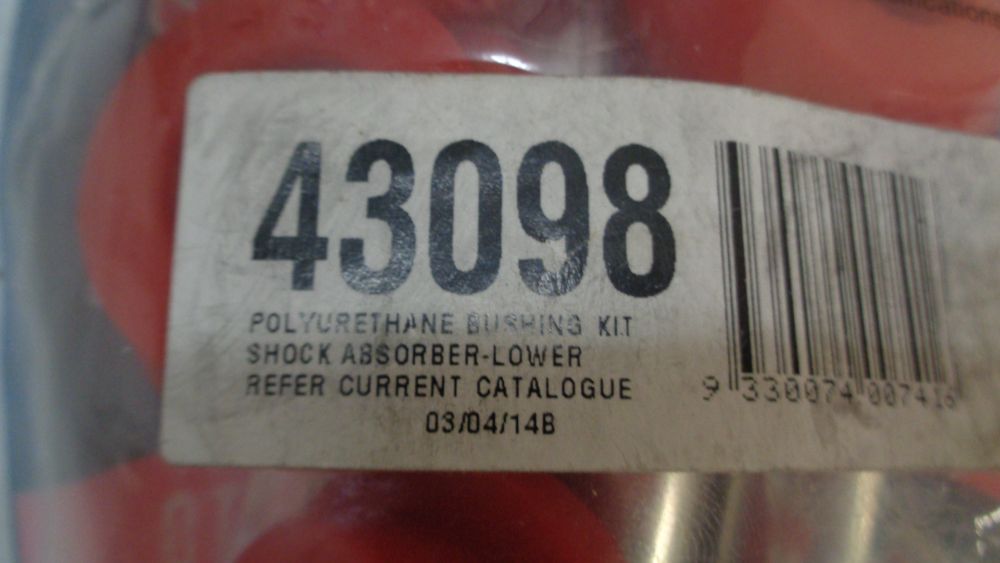 43098
POLYURETHANE BUSHING KIT
SHOCK ABSORBER-LOWER
REFER CURRENT CATALOGUE
03/04/14B
9 330074 007416